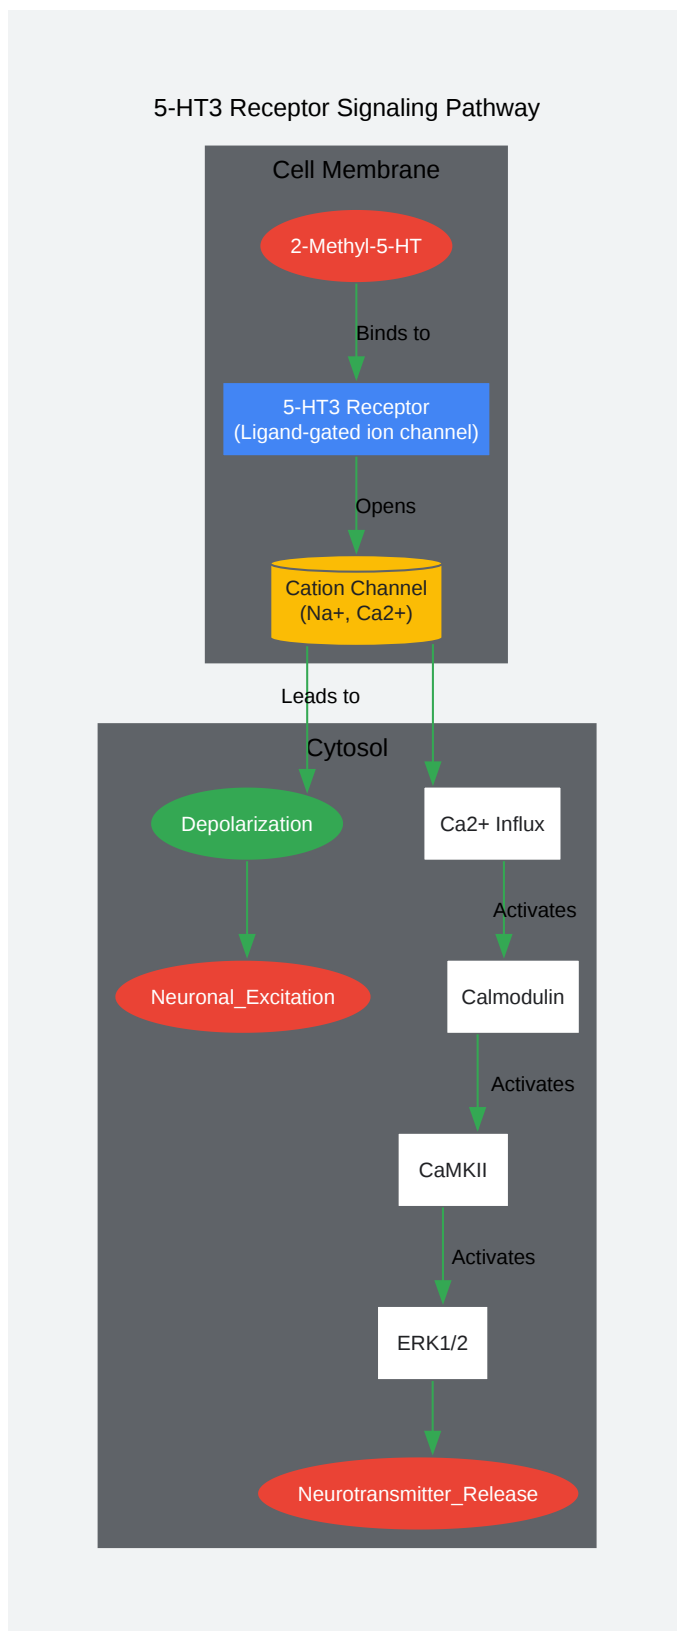 5-HT3 Receptor Signaling Pathway
Cell Membrane
2-Methyl-5-HT
Binds to
5-HT3 Receptor
(Ligand-gated ion channel)
Opens
Cation Channel
(Na+, Ca2+)
Leads to
Cytosol
Depolarization
Ca2+ Influx
Activates
Neuronal_Excitation
Calmodulin
Activates
CaMKII
Activates
ERK1/2
Neurotransmitter_Release